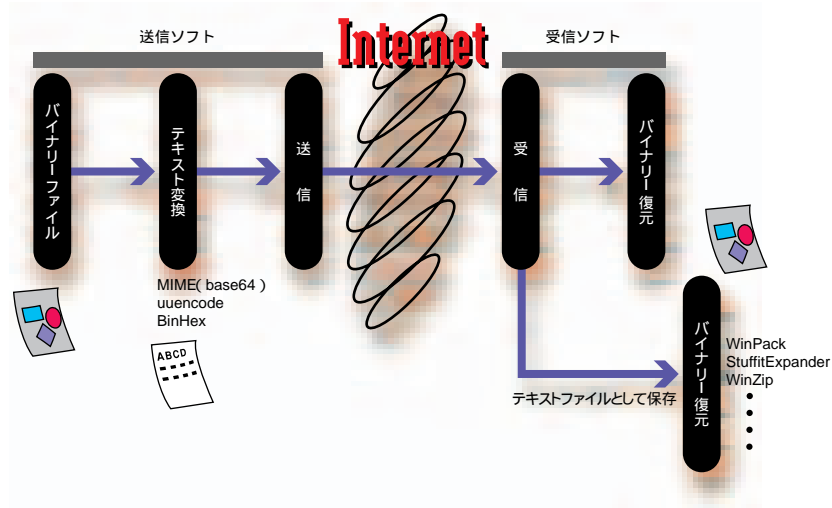 送信ソフト
Internet
受信ソフト
バイナリーファイル
テキスト変換
送信
受信
バイナリー復元
MIME( base64 )
uuencode
BinHex
ABCD
バイナリー復元
WinPack
StuffitExpander
WinZip
テキストファイルとして保存